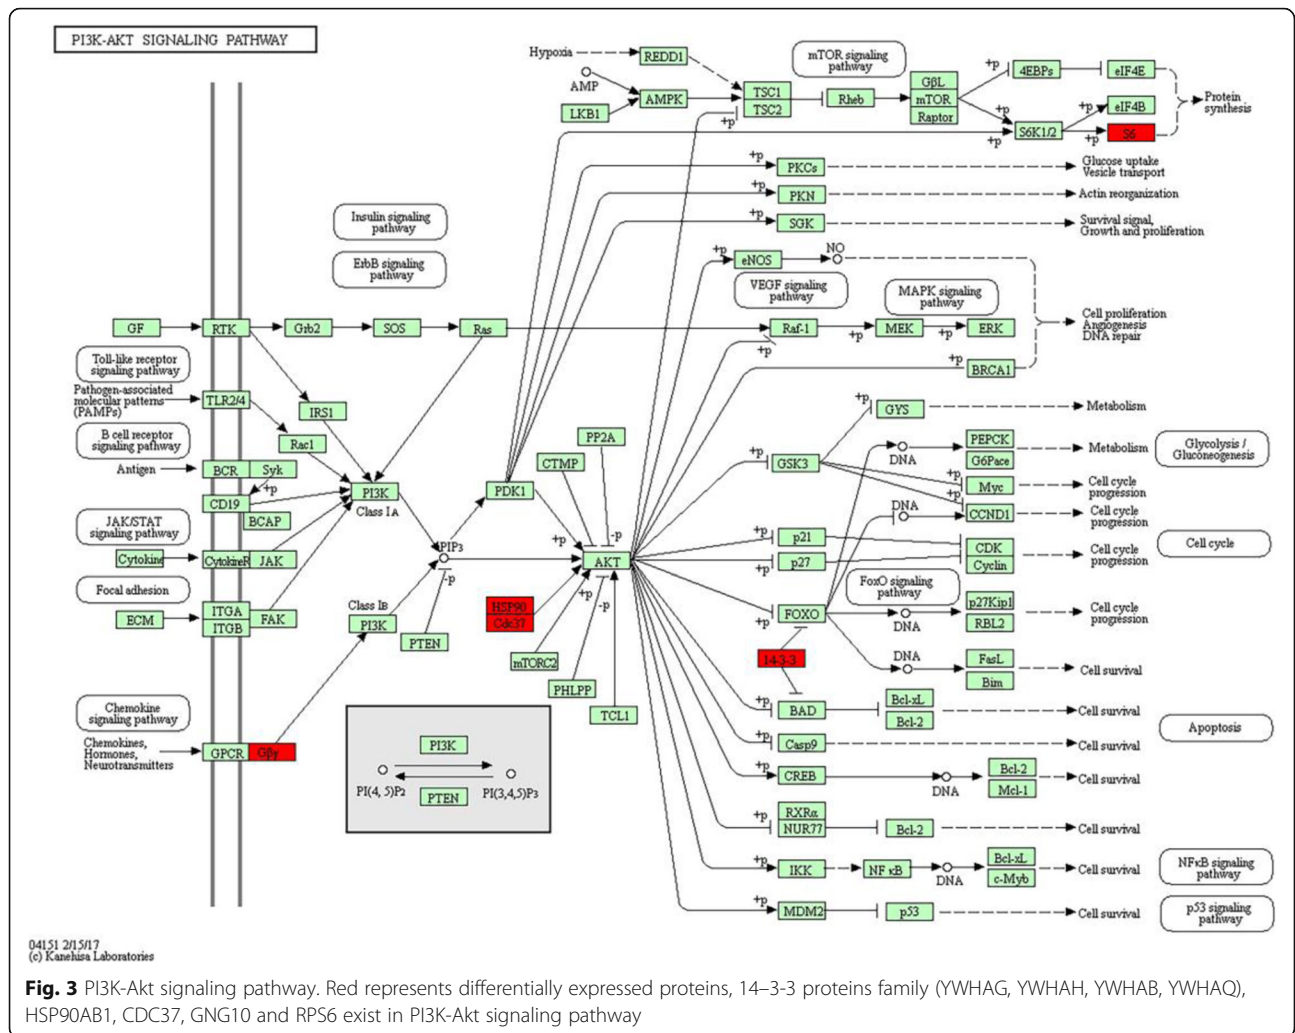 PI3K-AKT SIGNALING PATHWAY
Hypoxia
REDD1
mTOR signaling
pathway
AMP
LKB1
AMPK
TSC1
TSC2
+p
Rheb
GβL
mTOR
Raptor
+p
4EBPs
eIF4E
+p
+p
S6K1/2
+p
+p
eIF4B
S6
+p
Protein
synthesis
+p
PKCs
Glucose uptake
Vesicle transport
+p
PKN
Actin reorganization
+p
SGK
Survival signal,
Growth and proliferation
Insulin signaling
pathway
ErbB signaling
pathway
+p
eNOS
NO
VEGF signaling
pathway
MAPK signaling
pathway
GF
RTK
Grb2
SOS
Ras
Raf-1
+p
+p
MEK
+p
ERK
Cell proliferation
Angiogenesis
DNA repair
+p
BRCA1
Toll-like receptor
signaling pathway
Pathogen-associated
molecular patterns
(PAMPs)
TLR2/4
IRS1
Rac1
B cell receptor
signaling pathway
Antigen
BCR
Syk
+p
CD19
BCAP
PI3K
Class IA
PDK1
CTMP
PP2A
+p
GYS
Metabolism
+p
GSK3
DNA
PEPCK
G6Pace
Metabolism
Glycolysis /
Gluconeogenesis
+p
Myc
Cell cycle
progression
DNA
+p
CCND1
Cell cycle
progression
JAK/STAT
signaling pathway
Cytokine
CytokineR
JAK
PIP3
-p
+p
-p
AKT
+p
-p
+p
p21
+p
p27
CDK
Cyclin
Cell cycle
progression
Cell cycle
Focal adhesion
ECM
ITGA
ITGB
FAK
Class IB
PI3K
PTEN
HSP90
Cdc37
mTORC2
PHLPP
TCL1
FoxO signaling
pathway
FOXO
+p
DNA
p27Kip1
RBL2
Cell cycle
progression
14-3-3
DNA
FasL
Bim
Cell survival
+p
BAD
Bcl-xL
Bcl-2
Cell survival
Apoptosis
Chemokine
signaling pathway
Chemokines,
Hormones,
Neurotransmitters
GPCR
Gβγ
PI3K
PI(4, 5)P2
PI(3,4,5)P3
PTEN
+p
Casp9
Cell survival
+p
CREB
DNA
Bcl-2
Mcl-1
Cell survival
+p
RXRα
NUR77
Bcl-2
Cell survival
+p
IKK
NFκB
DNA
Bcl-xL
c-Myb
Cell survival
NFκB signaling
pathway
+p
MDM2
p53
Cell survival
p53 signaling
pathway
04151 2/15/17
(c) Kanehisa Laboratories
Fig. 3 PI3K-Akt signaling pathway. Red represents differentially expressed proteins, 14–3-3 proteins family (YWHAG, YWHAH, YWHAB, YWHAQ),
HSP90AB1, CDC37, GNG10 and RPS6 exist in PI3K-Akt signaling pathway